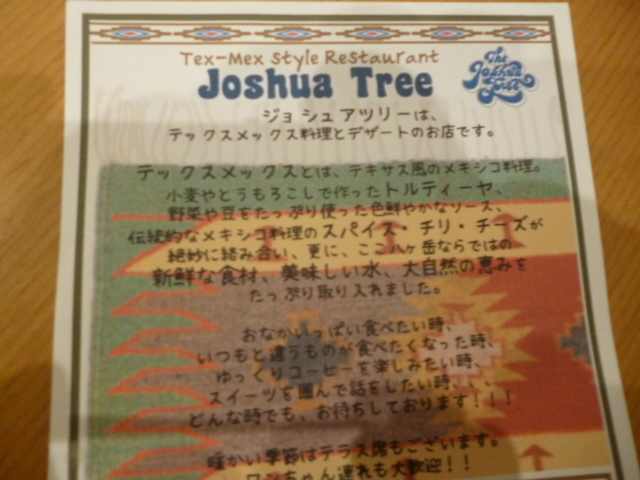 Tex-Mex Style Restaurant
Joshua Tree
The
Joshua
Tree
ジョシュアツリーは、
テックスメックス料理とデザートのお店です。
テックスメックスとは、テキサス風のメキシコ料理。
小麦やとうもろこしで作ったトルティーヤ、
野菜や豆をたっぷり使った色鮮やかなソース、
伝統的なメキシコ料理のスパイス・チリ・チーズが
絶妙に絡み合い、更に、ここ八ヶ岳ならではの
新鮮な食材、美味しい水、大自然の恵みを
たっぷり取り入れました。
おなかいっぱい食べたい時、
いつもと違うものが食べたくなった時、
ゆっくりコーヒーを楽しみたい時、
スイーツを囲んで話をしたい時、
どんな時でも、お待ちしております!!!
暖かい季節はテラス席もございます。
ワンちゃん連れも大歓迎!!